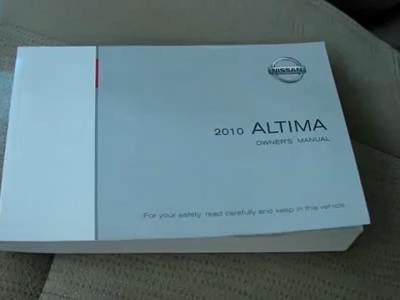 NISSAN
2010 ALTIMA
OWNER'S MANUAL
For your safety, read carefully and keep in this vehicle.